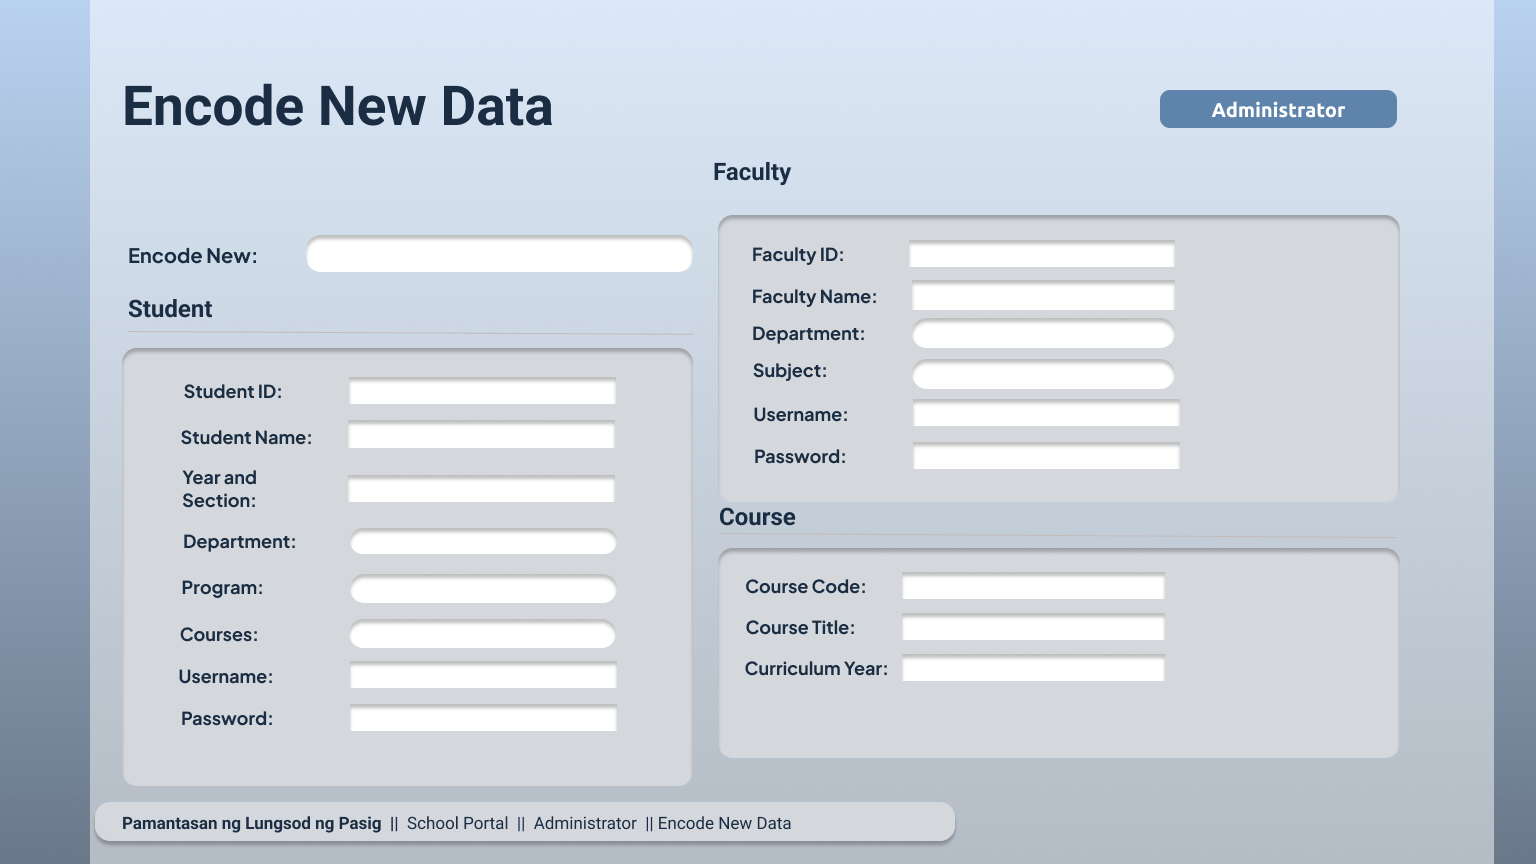 Encode New Data
Administrator
Encode New:
Student
Student ID:
Student Name:
Year and
Section:
Department:
Program:
Courses:
Username:
Password:
Faculty
Faculty ID:
Faculty Name:
Department:
Subject:
Username:
Password:
Course
Course Code:
Course Title:
Curriculum Year:
Pamantasan ng Lungsod ng Pasig || School Portal || Administrator || Encode New Data